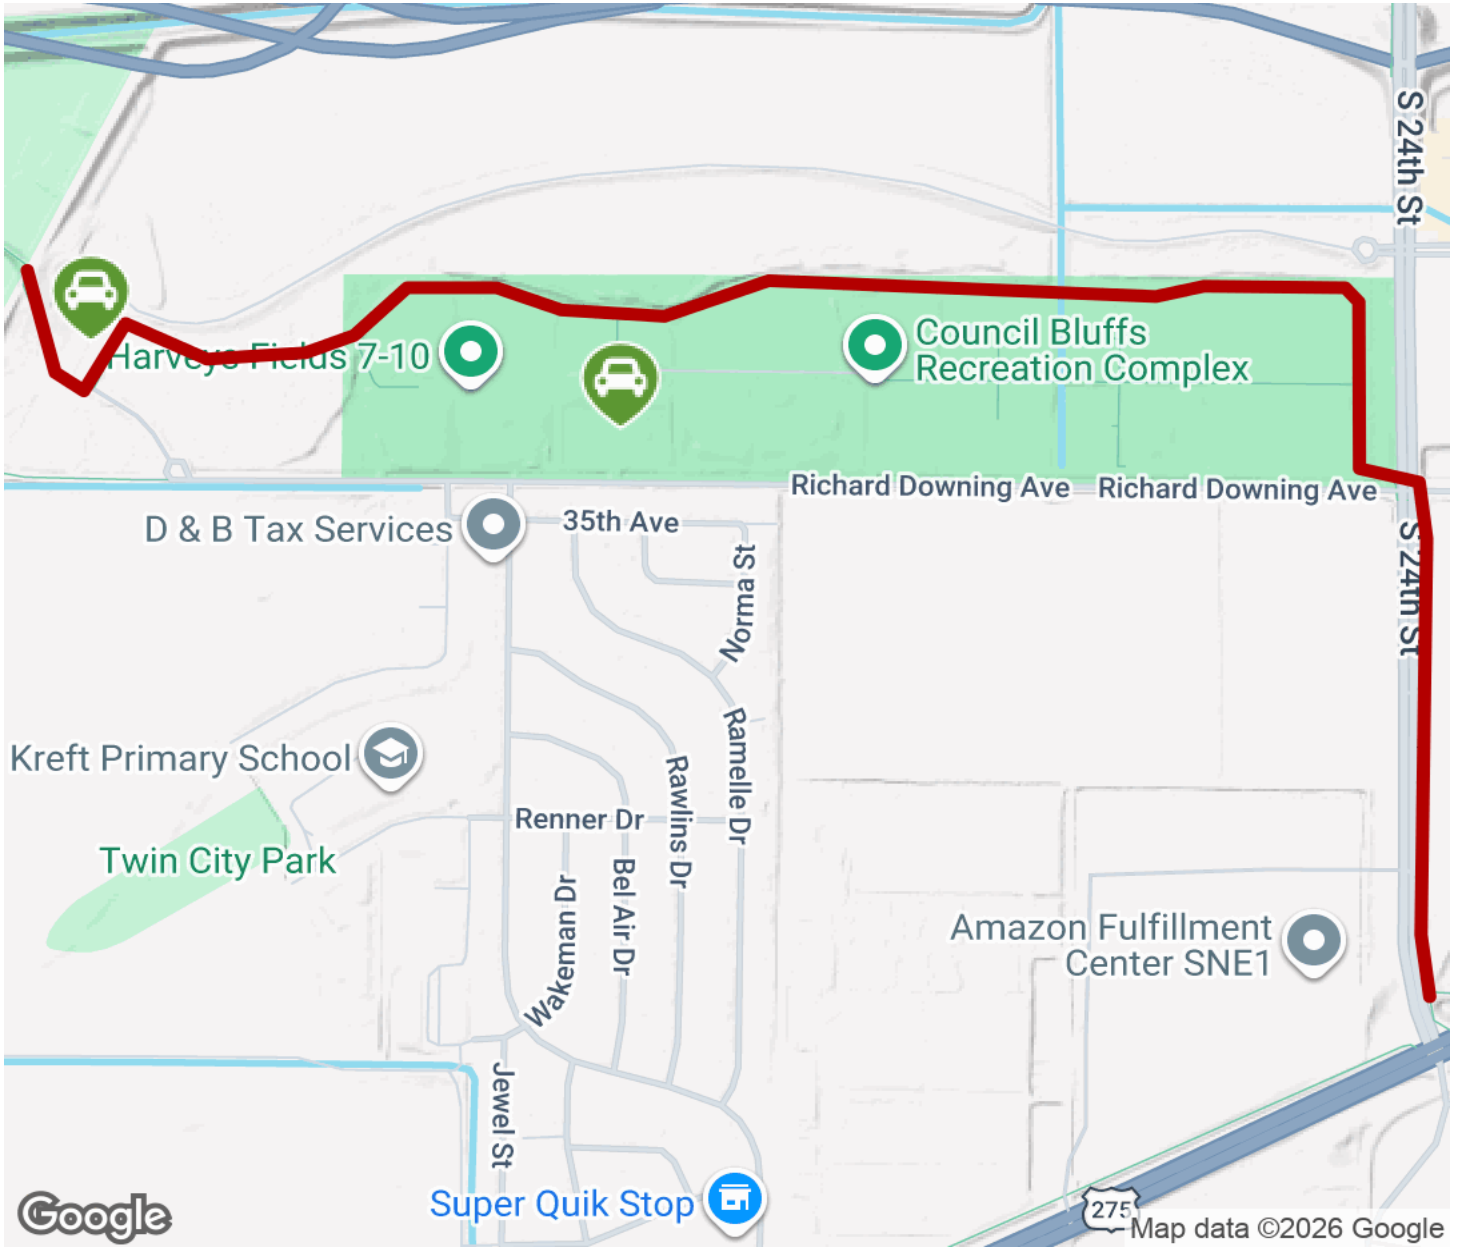 S 24th St
Harveys Fields 7-10
Council Bluffs
Recreation Complex
Richard Downing Ave
Richard Downing Ave
D & B Tax Services
35th Ave
Norma St
S 24th St
Kreft Primary School
Ramelle Dr
Rawlins Dr
Renner Dr
Twin City Park
Bel Air Dr
Wakeman Dr
Amazon Fulfillment
Center SNE1
Jewel St
Super Quik Stop
275
Google
Map data ©2026 Google